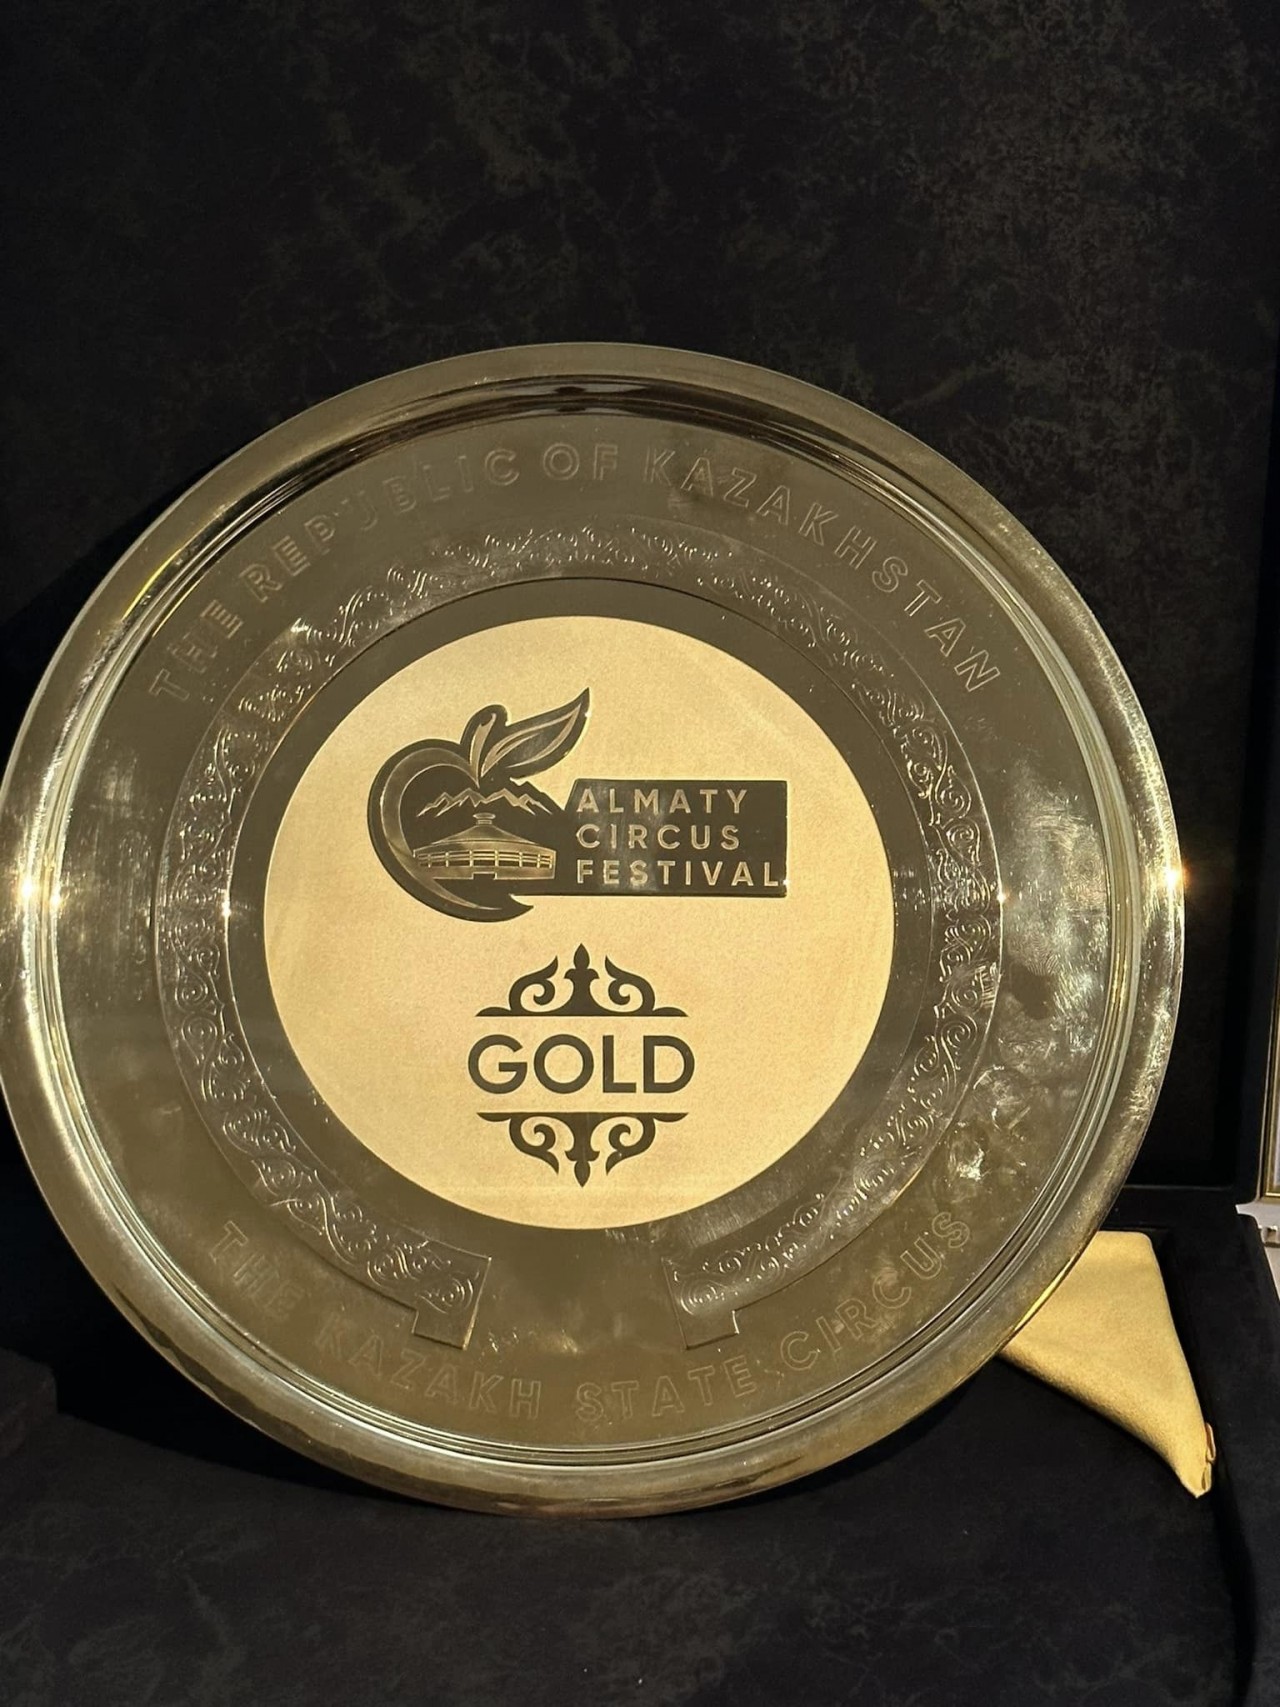 THE REPUBLIC OF KAZAKHSTAN
ALMATY
CIRCUS
FESTIVAL
GOLD
THE KAZAKH STATE CIRCUS